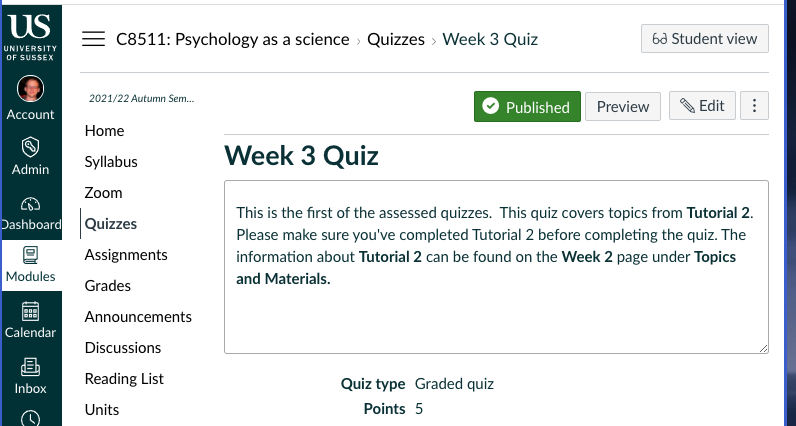 US
UNIVERSITY
OF SUSSEX
Account
Admin
Dashboard
Modules
Calendar
Inbox
C8511: Psychology as a science › Quizzes › Week 3 Quiz
Student view
2021/22 Autumn Sem...
Home
Syllabus
Zoom
Quizzes
Assignments
Grades
Announcements
Discussions
Reading List
Units
Published
Preview
Edit
Week 3 Quiz
This is the first of the assessed quizzes. This quiz covers topics from Tutorial 2.
Please make sure you've completed Tutorial 2 before completing the quiz. The
information about Tutorial 2 can be found on the Week 2 page under Topics
and Materials.
Quiz type Graded quiz
Points 5